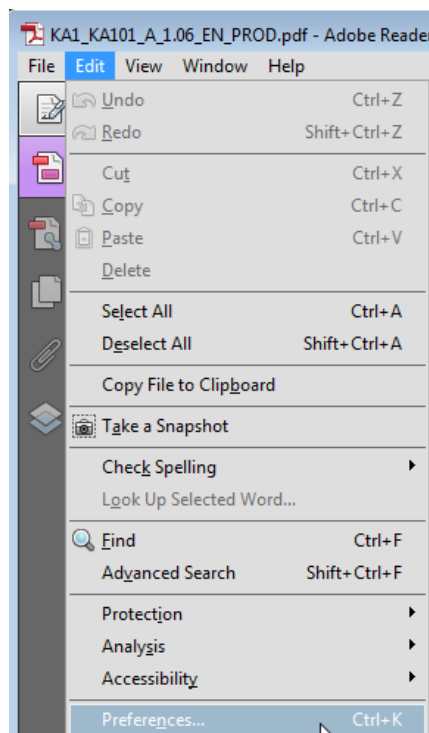 KA1_KA101_A_1.06_EN_PROD.pdf - Adobe Reade
File Edit View Window Help
Undo Ctrl+Z
Redo Shift+Ctrl+Z
Cut Ctrl+X
Copy Ctrl+C
Paste Ctrl+V
Delete
Select All Ctrl+A
Deselect All Shift+Ctrl+A
Copy File to Clipboard
Take a Snapshot
Check Spelling
Look Up Selected Word...
Find Ctrl+F
Advanced Search Shift+Ctrl+F
Protection
Analysis
Accessibility
Preferences... Ctrl+K